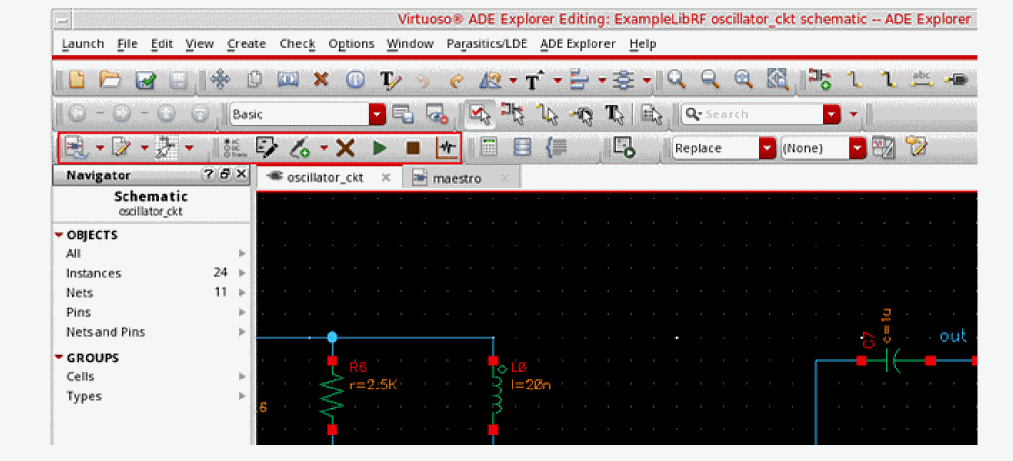 Virtuoso® ADE Explorer Editing: ExampleLibRF oscillator_ckt schematic -- ADE Explorer
Launch File Edit View Create Check Options Window Parasitics/LDE ADE Explorer Help
abc
Basic
Search
Replace
(None)
Navigator
oscillator_ckt
maestro
Schematic
oscillator_ckt
OBJECTS
All
Instances 24
Nets 11
Pins
Nets and Pins
GROUPS
Cells
Types
R6
r=2.5K
L0
l=20n
C7
c=1u
out